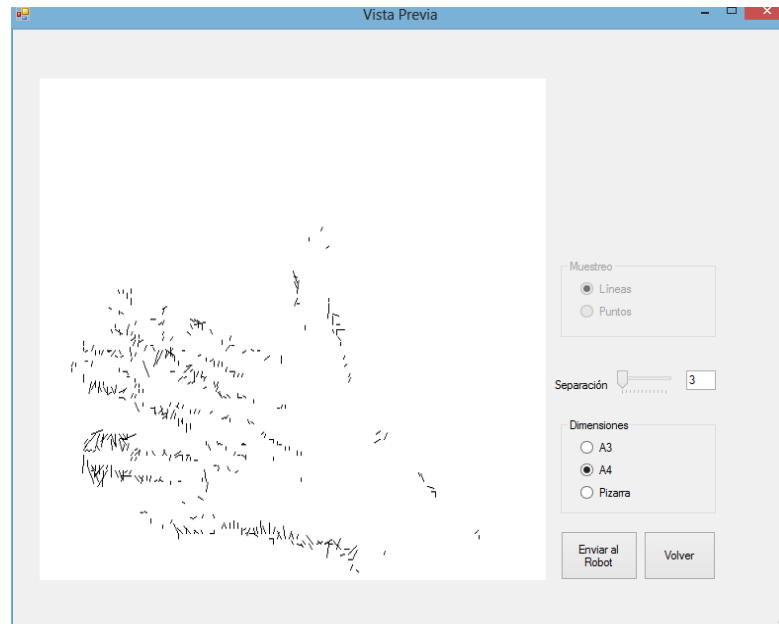 Vista Previa
Muestreo
Líneas
Puntos
Separación
3
Dimensiones
A3
A4
Pizarra
Enviar al
Robot
Volver